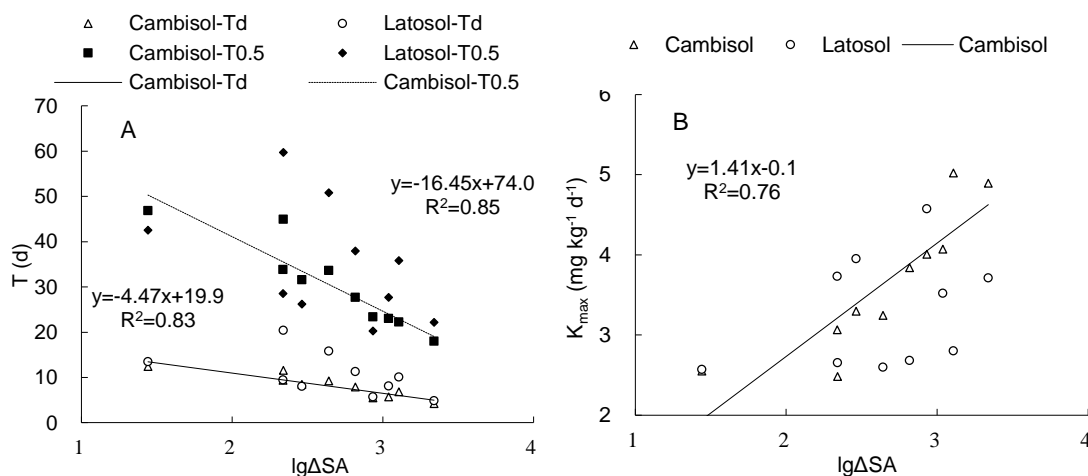 Cambisol-Td Latosol-Td
Cambisol-T0.5 Latosol-T0.5
Cambisol-Td Cambisol-T0.5
70
60
50
40
30
20
10
0
T (d)
A
y=-16.45x+74.0
R²=0.85
y=-4.47x+19.9
R²=0.83
1 2 3 4
lgΔSA
Cambisol Latosol Cambisol
6
5
4
3
2
K_max (mg kg⁻¹ d⁻¹)
B
y=1.41x-0.1
R²=0.76
1 2 3 4
lgΔSA